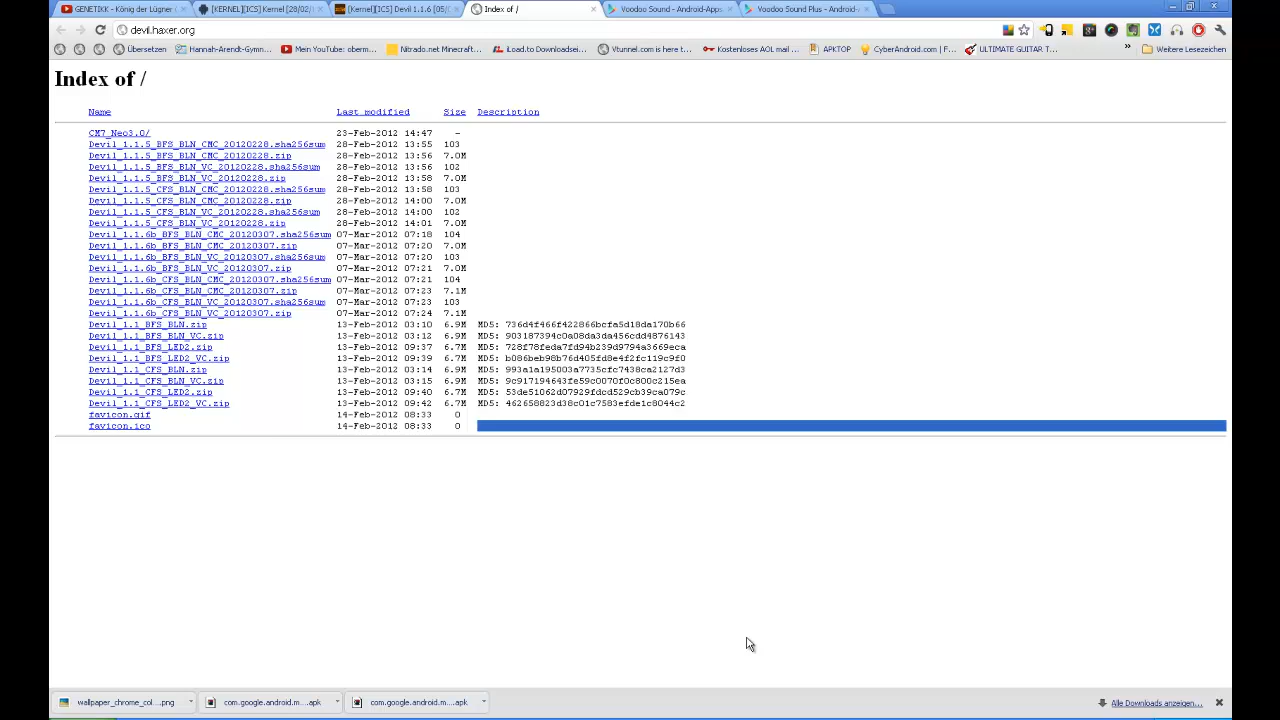 GENETIKK - König der Lügner (
[KERNEL][ICS] Kernel [28/02/
[Kernel][ICS] Devil 1.1.6 [05/
Index of /
Voodoo Sound - Android-Apps
Voodoo Sound Plus - Android-
devil.haxer.org
Übersetzen
Hannah-Arendt-Gymn...
Mein YouTube: oberm...
Nitrado.net Minecraft...
iLoad.to Downloadsei...
Vtunnel.com is here t...
Kostenloses AOL mail ...
APKTOP
CyberAndroid.com | F...
ULTIMATE GUITAR T...
»
Weitere Lesezeichen
Index of /
Name Last modified Size Description
CM7_Neo3.0/ 23-Feb-2012 14:47 -
Devil_1.1.5_BFS_BLN_CMC_20120228.sha256sum 28-Feb-2012 13:55 103
Devil_1.1.5_BFS_BLN_CMC_20120228.zip 28-Feb-2012 13:56 7.0M
Devil_1.1.5_BFS_BLN_VC_20120228.sha256sum 28-Feb-2012 13:56 102
Devil_1.1.5_BFS_BLN_VC_20120228.zip 28-Feb-2012 13:58 7.0M
Devil_1.1.5_CFS_BLN_CMC_20120228.sha256sum 28-Feb-2012 13:58 103
Devil_1.1.5_CFS_BLN_CMC_20120228.zip 28-Feb-2012 14:00 7.0M
Devil_1.1.5_CFS_BLN_VC_20120228.sha256sum 28-Feb-2012 14:00 102
Devil_1.1.5_CFS_BLN_VC_20120228.zip 28-Feb-2012 14:01 7.0M
Devil_1.1.6b_BFS_BLN_CMC_20120307.sha256sum 07-Mar-2012 07:18 104
Devil_1.1.6b_BFS_BLN_CMC_20120307.zip 07-Mar-2012 07:20 7.0M
Devil_1.1.6b_BFS_BLN_VC_20120307.sha256sum 07-Mar-2012 07:20 103
Devil_1.1.6b_BFS_BLN_VC_20120307.zip 07-Mar-2012 07:21 7.0M
Devil_1.1.6b_CFS_BLN_CMC_20120307.sha256sum 07-Mar-2012 07:21 104
Devil_1.1.6b_CFS_BLN_CMC_20120307.zip 07-Mar-2012 07:23 7.1M
Devil_1.1.6b_CFS_BLN_VC_20120307.sha256sum 07-Mar-2012 07:23 103
Devil_1.1.6b_CFS_BLN_VC_20120307.zip 07-Mar-2012 07:24 7.1M
Devil_1.1_BFS_BLN.zip 13-Feb-2012 03:10 6.9M MD5: 736d4f466f422866bcfa5d18da170b66
Devil_1.1_BFS_BLN_VC.zip 13-Feb-2012 03:12 6.9M MD5: 903187394c0a08da3da456cdd4876143
Devil_1.1_BFS_LED2.zip 13-Feb-2012 09:37 6.7M MD5: 728f78feda7fd94b239d9794a3669eca
Devil_1.1_BFS_LED2_VC.zip 13-Feb-2012 09:39 6.7M MD5: b086beb98b76d405fd8e4f2fc119c9f0
Devil_1.1_CFS_BLN.zip 13-Feb-2012 03:14 6.9M MD5: 993a1a195003a7735cfc7438ca2127d3
Devil_1.1_CFS_BLN_VC.zip 13-Feb-2012 03:15 6.9M MD5: 9c917194643fe59c0070f0c800c215ea
Devil_1.1_CFS_LED2.zip 13-Feb-2012 09:40 6.7M MD5: 53de51062d07929fdcd529cb39ca079c
Devil_1.1_CFS_LED2_VC.zip 13-Feb-2012 09:42 6.7M MD5: 462658823d38c01c7583efde1c8044c2
favicon.gif 14-Feb-2012 08:33 0
favicon.ico 14-Feb-2012 08:33 0
wallpaper_chrome_col....png
com.google.android.m....apk
com.google.android.m....apk
Alle Downloads anzeigen...